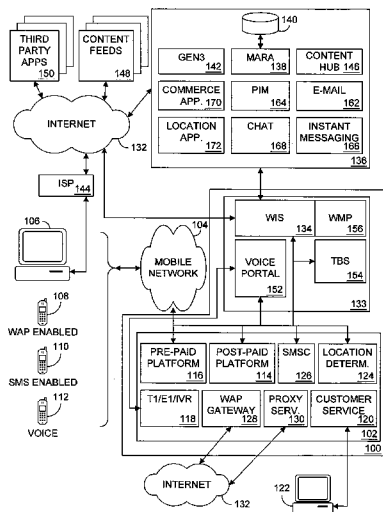 THIRD
PARTY
APPS
150
CONTENT
FEEDS
148
140
GEN3
142
MARA
138
CONTENT
HUB 146
COMMERCE
APP. 170
PIM
164
E-MAIL
162
LOCATION
APP. 172
CHAT
168
INSTANT
MESSAGING
166
136
INTERNET
132
ISP
144
106
104
MOBILE
NETWORK
WIS
134
WMP
156
VOICE
PORTAL
152
TBS
154
133
108
WAP ENABLED
110
SMS ENABLED
112
VOICE
PRE-PAID
PLATFORM
116
POST-PAID
PLATFORM
114
SMSC
126
LOCATION
DETERM.
124
T1/E1/IVR
118
WAP
GATEWAY
128
PROXY
SERV.
130
CUSTOMER
SERVICE
120
102
100
INTERNET
132
122